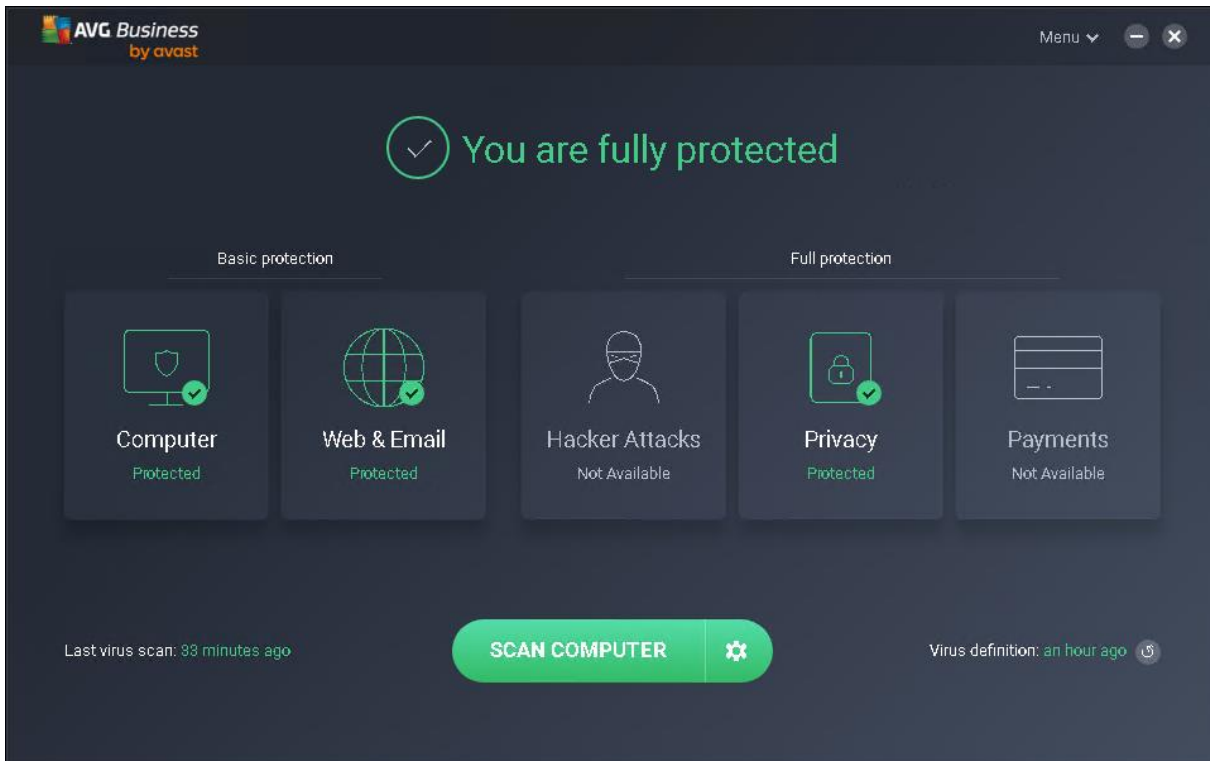 AVG Business
by avast
Menu
You are fully protected
Basic protection
Full protection
Computer
Protected
Web & Email
Protected
Hacker Attacks
Not Available
Privacy
Protected
Payments
Not Available
Last virus scan: 33 minutes ago
SCAN COMPUTER
Virus definition: an hour ago